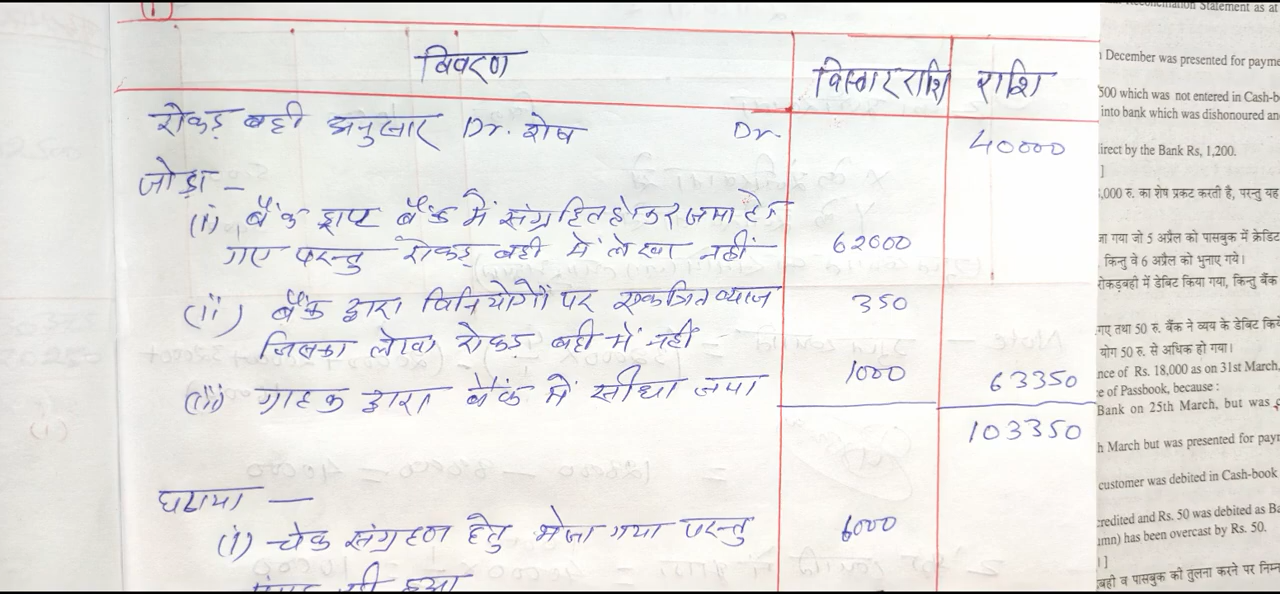 (1)
विवरण
विस्तार राशि
राशि
रोकड़ बही अनुसार Dr. शेष Dr.
40000
जोड़ा -
(i) बैंक द्वारा बैंक में संग्रहित होकर जमा हो
गए परन्तु रोकड़ बही में लेखा नहीं
62000
(ii) बैंक द्वारा विनियोगों पर एकत्रित व्याज
350
जिसका लेखा रोकड़ बही में नहीं
(iii) ग्राहक द्वारा बैंक में सीधा जमा
1000
63350
103350
घटाया —
(i) चेक संग्रहण हेतु भेजा गया परन्तु
6000
हुआ
Reconciliation Statement as at
December was presented for payme
500 which was not entered in Cash-b
into bank which was dishonoured an
irect by the Bank Rs, 1,200.
]
,000 रु. का शेष प्रकट करती है, परन्तु यह
जा गया जो 5 अप्रैल को पासबुक में क्रेडिट
किन्तु वे 6 अप्रैल को भुनाए गये।
रोकड़बही में डेबिट किया गया, किन्तु बैंक
गए तथा 50 रु. बैंक ने व्यय के डेबिट किये
योग 50 रु. से अधिक हो गया।
nce of Rs. 18,000 as on 31st March,
e of Passbook, because :
Bank on 25th March, but was
h March but was presented for payr
customer was debited in Cash-book
credited and Rs. 50 was debited as Ba
umn) has been overcast by Rs. 50.
]
बही व पासबुक की तुलना करने पर निम्न